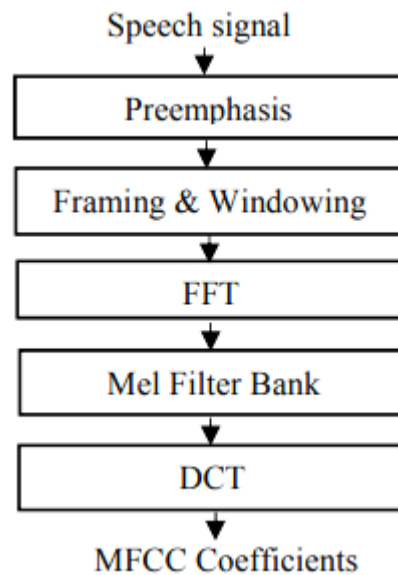 Speech signal
Preemphasis
Framing & Windowing
FFT
Mel Filter Bank
DCT
MFCC Coefficients